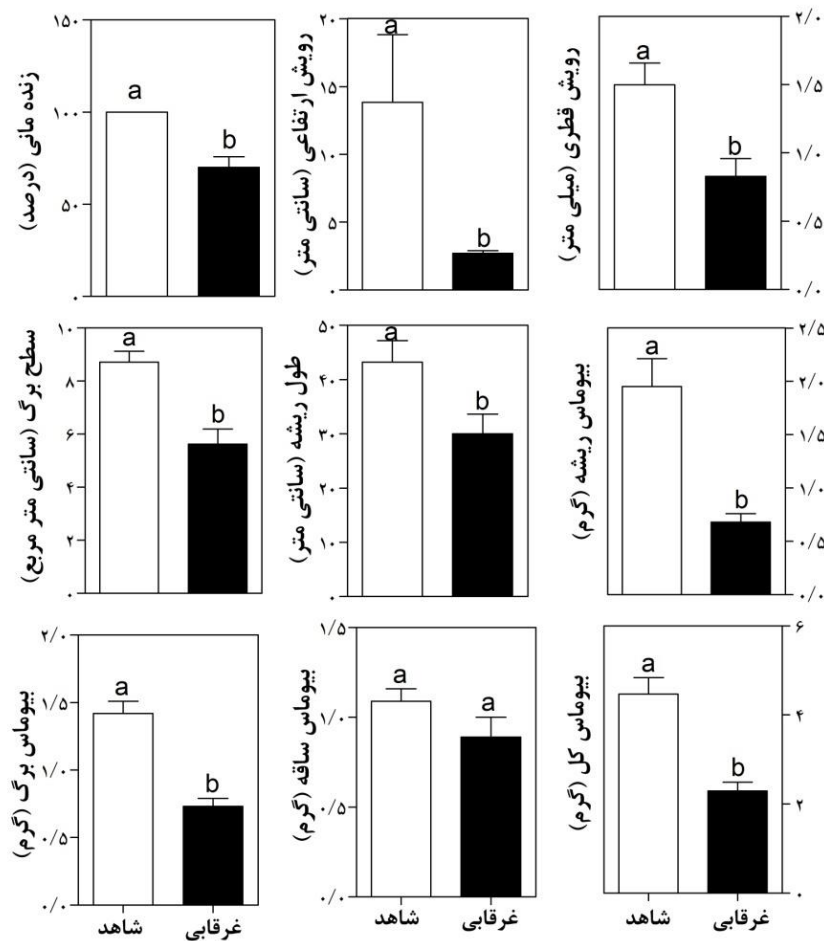 زنده مانی (درصد)
۱۵۰
۱۰۰
۵۰
۰
a
b
رویش ارتفاعی (سانتی متر)
۲۰
۱۵
۱۰
۵
۰
a
b
رویش قطری (میلی متر)
۲/۰
۱/۵
۱/۰
۰/۵
۰/۰
a
b
سطح برگ (سانتی متر مربع)
۱۰
۸
۶
۴
۲
۰
a
b
طول ریشه (سانتی متر)
۵۰
۴۰
۳۰
۲۰
۱۰
۰
a
b
بیوماس ریشه (گرم)
۲/۵
۲/۰
۱/۵
۱/۰
۰/۵
۰/۰
a
b
بیوماس برگ (گرم)
۲/۰
۱/۵
۱/۰
۰/۵
۰/۰
a
b
شاهد
غرقابی
بیوماس ساقه (گرم)
۱/۵
۱/۰
۰/۵
۰/۰
a
a
شاهد
غرقابی
بیوماس کل (گرم)
۶
۴
۲
۰
a
b
شاهد
غرقابی